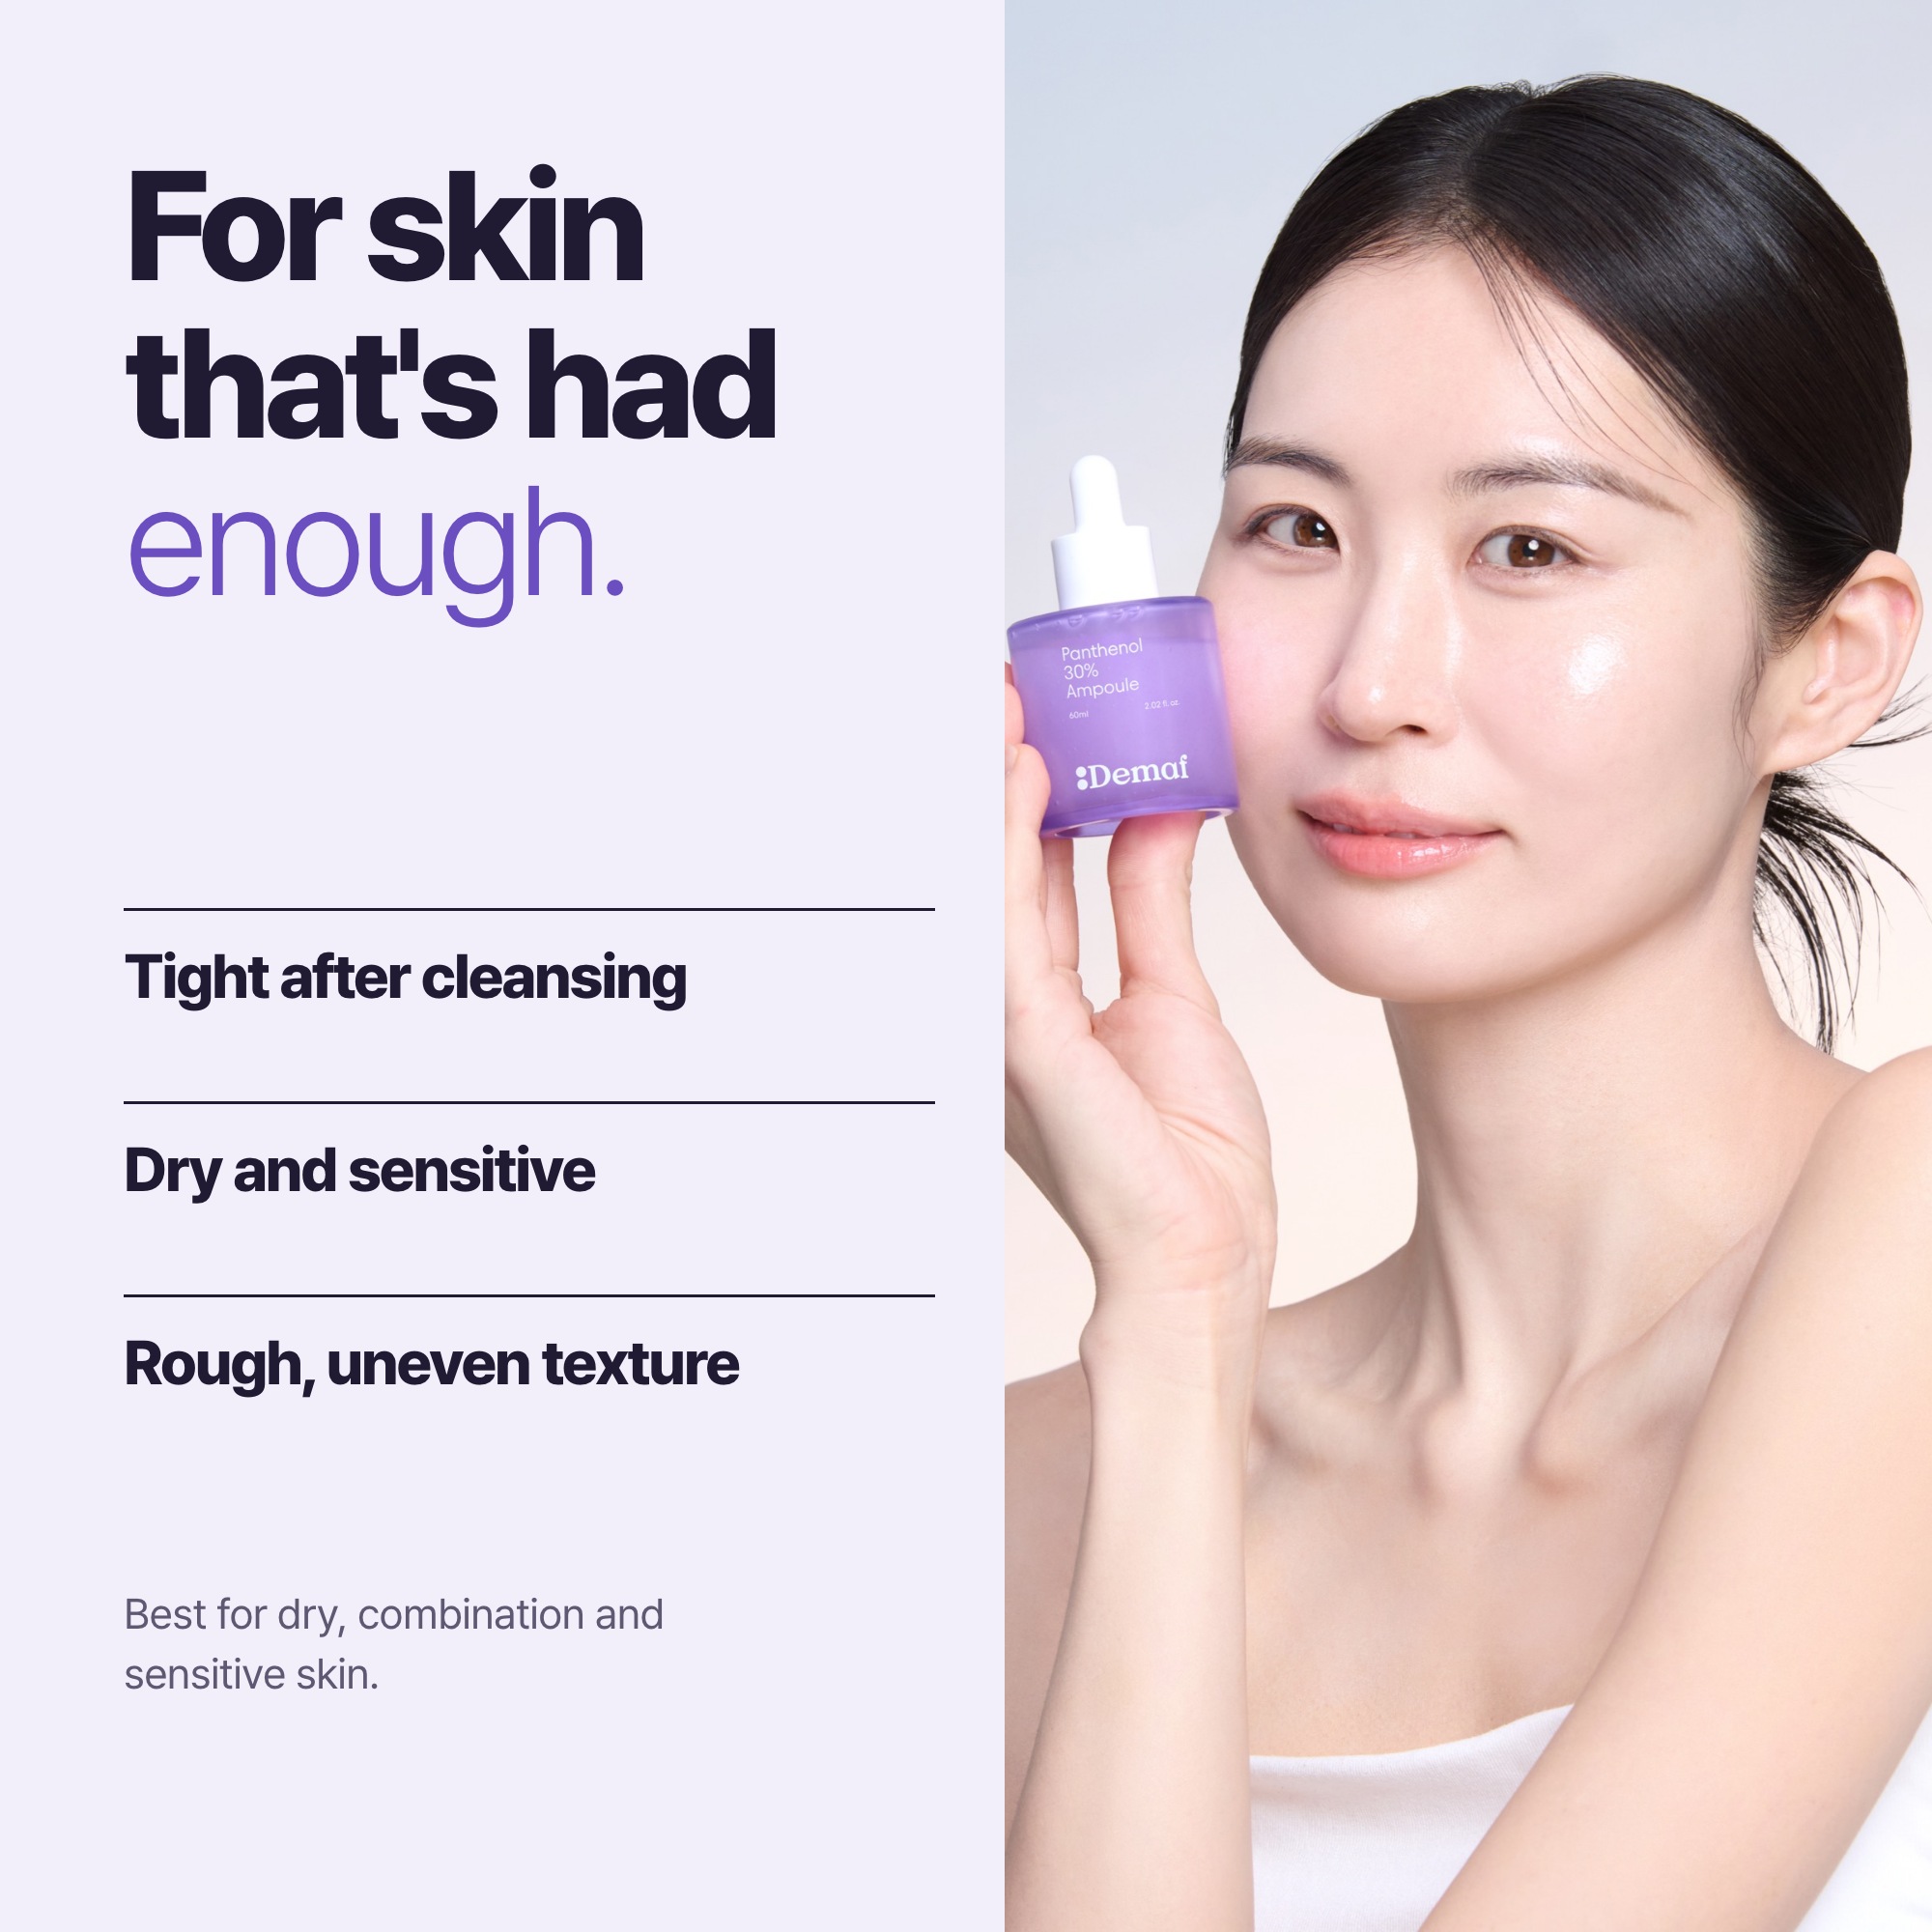 For skin
that's had
enough.
Tight after cleansing
Dry and sensitive
Rough, uneven texture
Best for dry, combination and
sensitive skin.
Panthenol
30%
Ampoule
60ml 2.02 fl.oz.
:Demaf